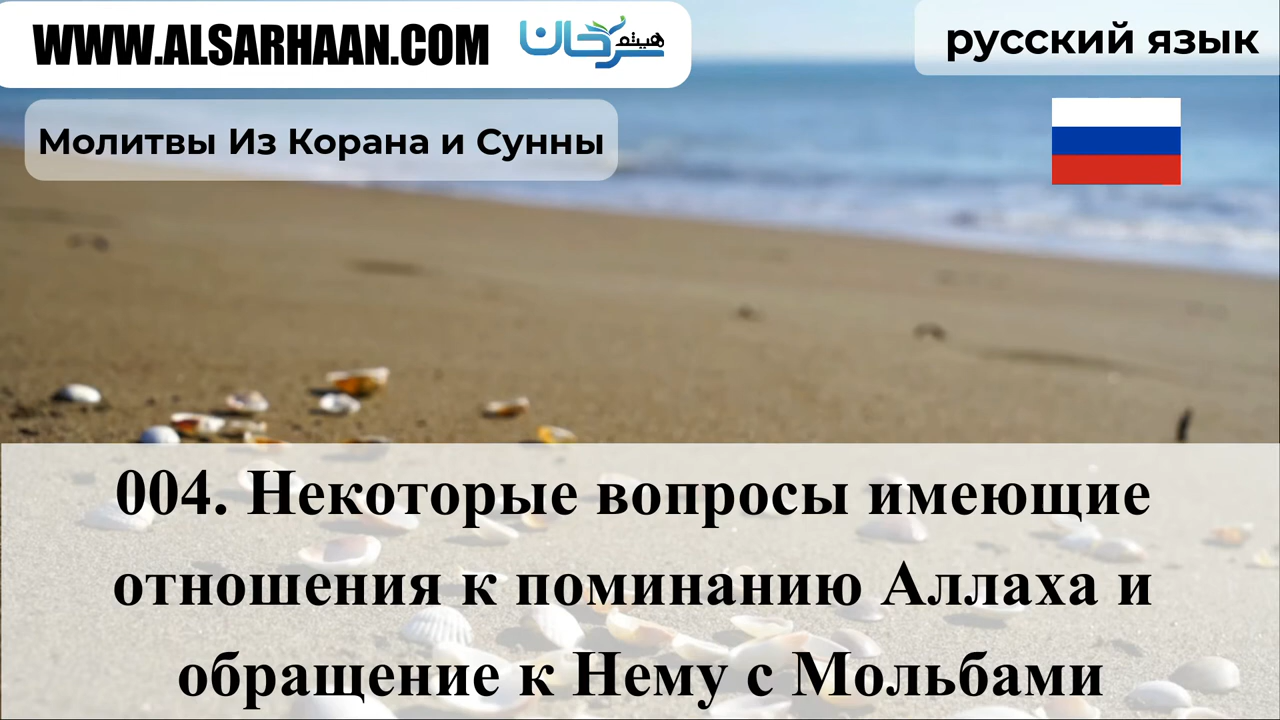 WWW.ALSARHAAN.COM
هيثم سرحان
русский язык
Молитвы Из Корана и Сунны
004. Некоторые вопросы имеющие
отношения к поминанию Аллаха и
обращение к Нему с Мольбами